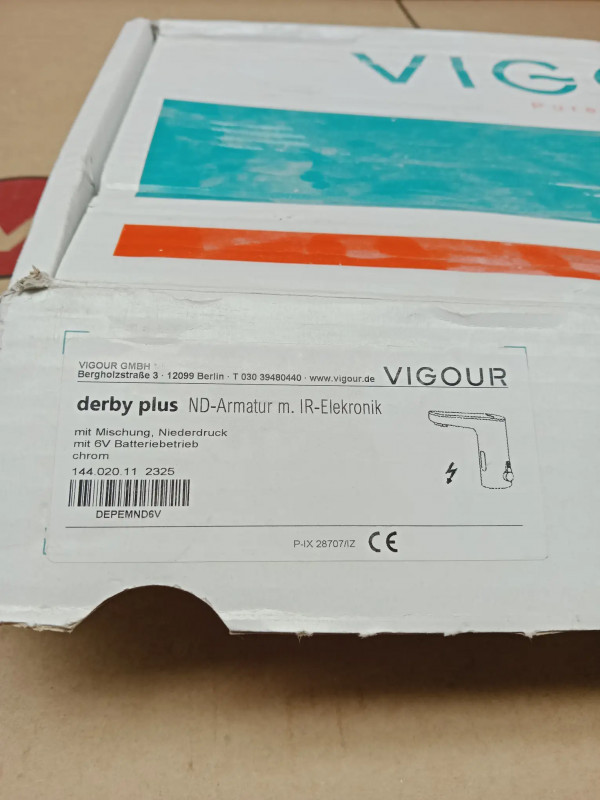 VIG
Pure
VIGOUR GMBH
Bergholzstraße 3 · 12099 Berlin · T 030 39480440 · www.vigour.de
VIGOUR
derby plus ND-Armatur m. IR-Elekronik
mit Mischung, Niederdruck
mit 6V Batteriebetrieb
chrom
144.020.11 2325
DEPEMND6V
P-IX 28707/IZ CE